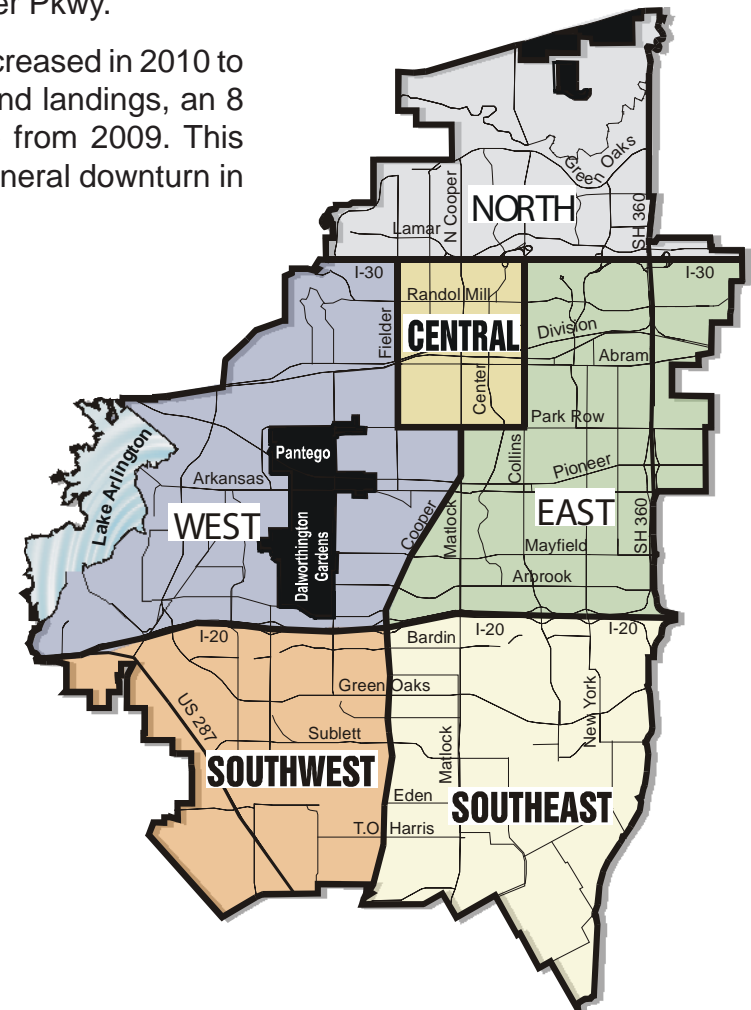 er Pkwy.
creased in 2010 to
nd landings, an 8
from 2009. This
neral downturn in
Green Oaks
N Cooper
NORTH
SH 360
Lamar
I-30
I-30
Randol Mill
Fielder
CENTRAL
Division
Abram
Center
Park Row
Pantego
Collins
Pioneer
Lake Arlington
Arkansas
WEST
EAST
Cooper
Matlock
SH 360
Dalworthington
Gardens
Mayfield
Arbrook
I-20
Bardin
I-20
I-20
Green Oaks
US 287
New York
Sublett
Matlock
SOUTHWEST
Eden
SOUTHEAST
T.O. Harris